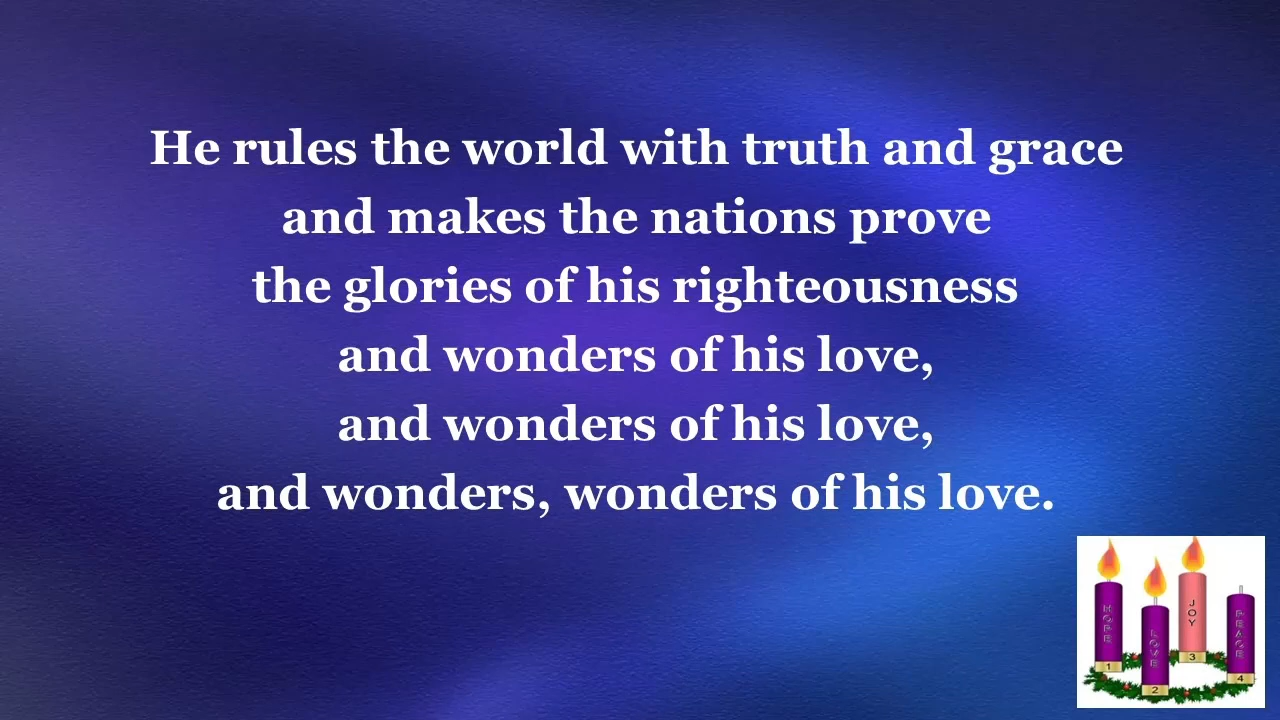 He rules the world with truth and grace
and makes the nations prove
the glories of his righteousness
and wonders of his love,
and wonders of his love,
and wonders, wonders of his love.
HOPE
1
LOVE
2
JOY
3
PEACE
4